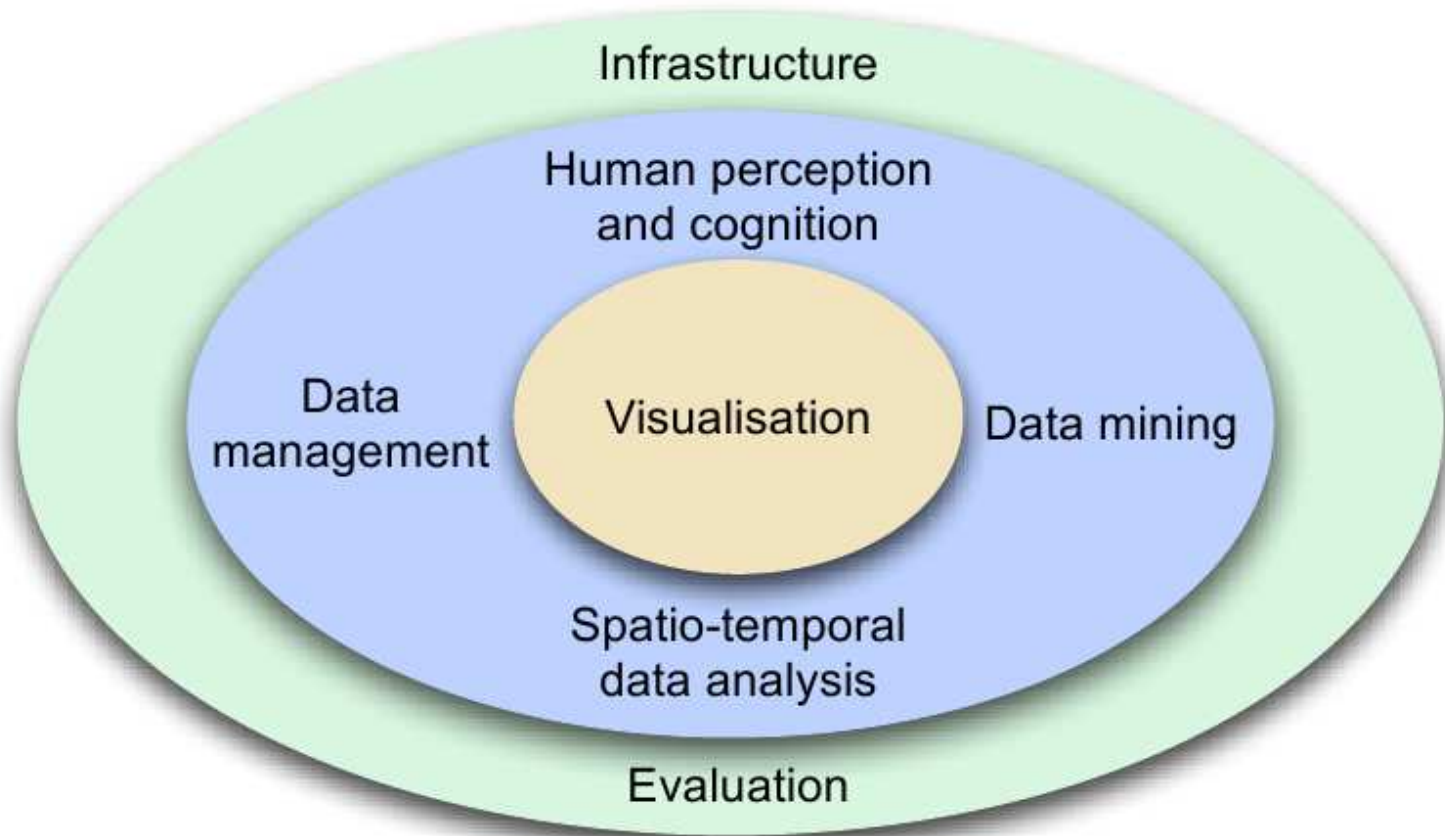 Infrastructure
Human perception
and cognition
Data
management
Visualisation
Data mining
Spatio-temporal
data analysis
Evaluation